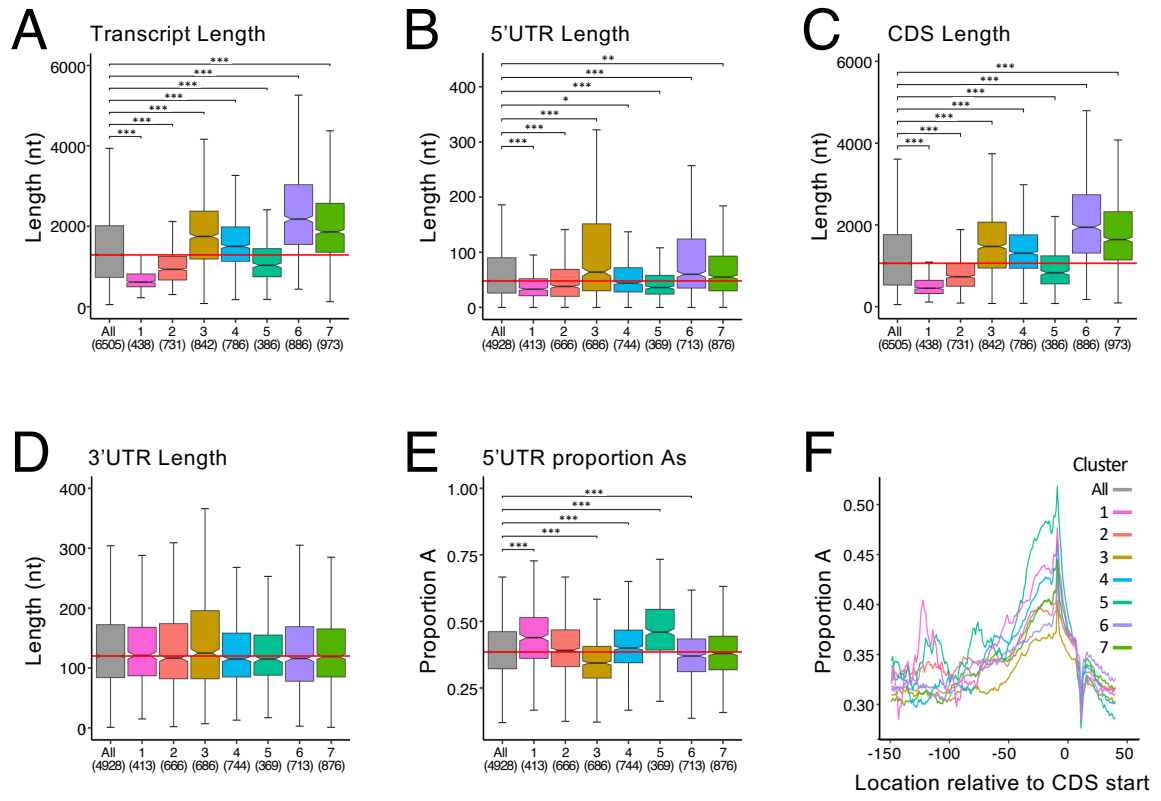 A Transcript Length
Length (nt)
6000
4000
2000
0
***
***
***
***
***
***
***
All 1 2 3 4 5 6 7
(6505) (438) (731) (842) (786) (386) (886) (973)
B 5'UTR Length
Length (nt)
400
300
200
100
0
**
***
***
*
***
***
***
All 1 2 3 4 5 6 7
(4928) (413) (666) (686) (744) (369) (713) (876)
C CDS Length
Length (nt)
6000
4000
2000
0
***
***
***
***
***
***
***
All 1 2 3 4 5 6 7
(6505) (438) (731) (842) (786) (386) (886) (973)
D 3'UTR Length
Length (nt)
400
300
200
100
0
All 1 2 3 4 5 6 7
(4928) (413) (666) (686) (744) (369) (713) (876)
E 5'UTR proportion As
Proportion A
1.00
0.75
0.50
0.25
***
***
***
***
***
All 1 2 3 4 5 6 7
(4928) (413) (666) (686) (744) (369) (713) (876)
F
Cluster
All
1
2
3
4
5
6
7
Proportion A
0.50
0.45
0.40
0.35
0.30
-150 -100 -50 0 50
Location relative to CDS start